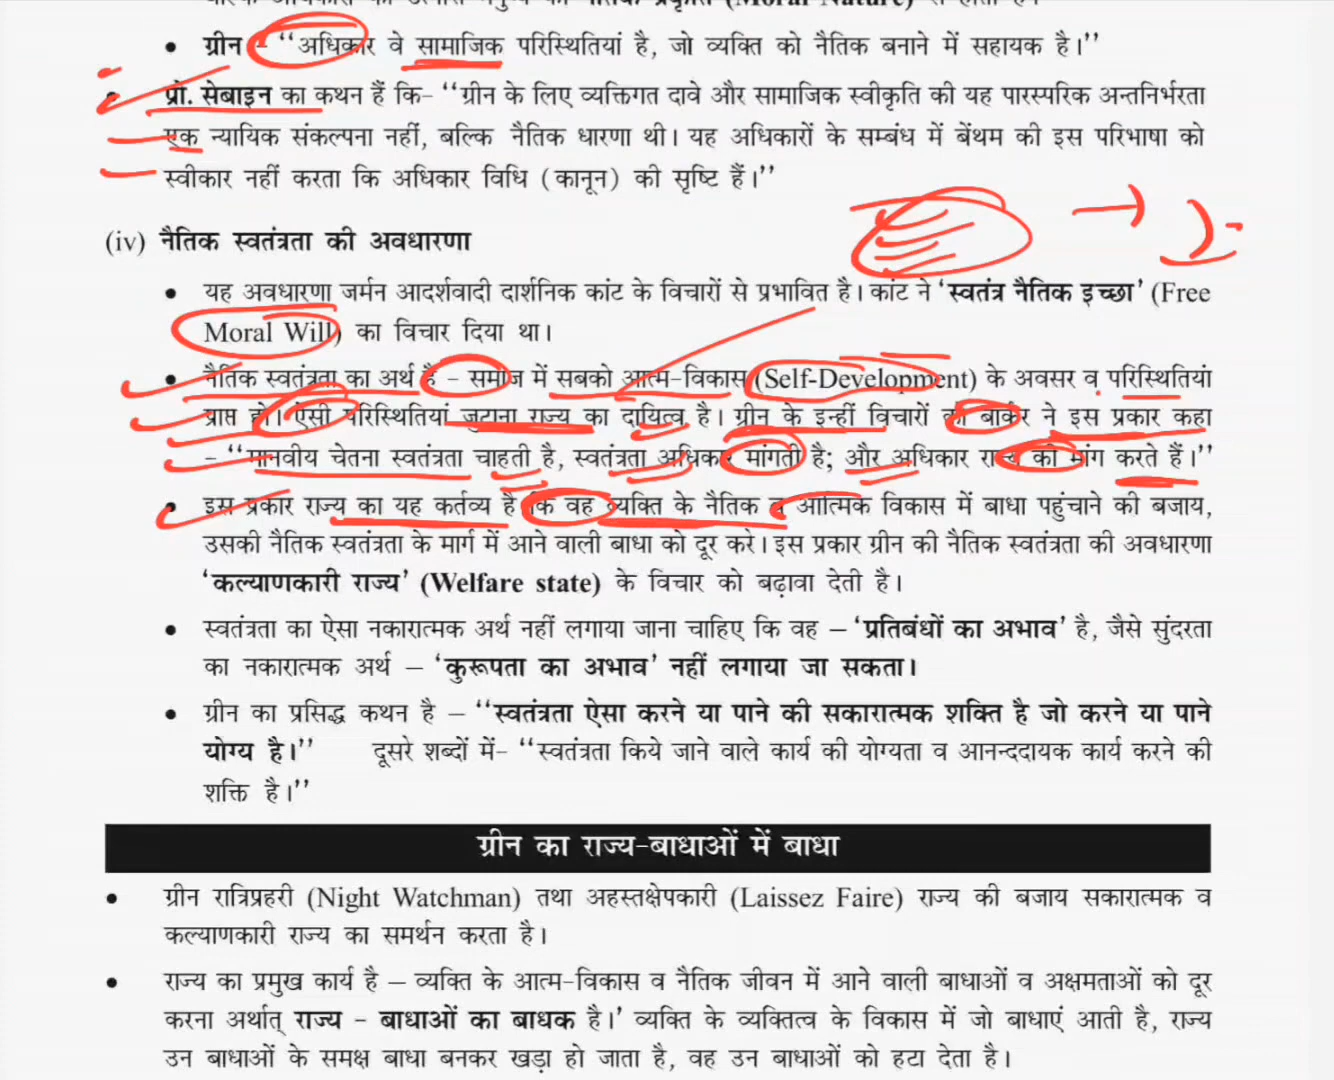 (Moral Nature)
• ग्रीन – ‘‘अधिकार वे सामाजिक परिस्थितियां है, जो व्यक्ति को नैतिक बनाने में सहायक है।’’
• प्रो. सेबाइन का कथन हैं कि– ‘‘ग्रीन के लिए व्यक्तिगत दावे और सामाजिक स्वीकृति की यह पारस्परिक अन्तनिर्भरता
एक न्यायिक संकल्पना नहीं, बल्कि नैतिक धारणा थी। यह अधिकारों के सम्बंध में बेंथम की इस परिभाषा को
स्वीकार नहीं करता कि अधिकार विधि (कानून) की सृष्टि हैं।’’
(iv) नैतिक स्वतंत्रता की अवधारणा
• यह अवधारणा जर्मन आदर्शवादी दार्शनिक कांट के विचारों से प्रभावित है। कांट ने ‘स्वतंत्र नैतिक इच्छा’ (Free
Moral Will) का विचार दिया था।
• नैतिक स्वतंत्रता का अर्थ है – समाज में सबको आत्म-विकास (Self-Development) के अवसर व परिस्थितियां
प्राप्त हो। ऐसी परिस्थितियां जुटाना राज्य का दायित्व है। ग्रीन के इन्हीं विचारों को बार्कर ने इस प्रकार कहा
– ‘‘मानवीय चेतना स्वतंत्रता चाहती है, स्वतंत्रता अधिकार मांगती है; और अधिकार राज्य की मांग करते हैं।’’
• इस प्रकार राज्य का यह कर्तव्य है कि वह व्यक्ति के नैतिक व आत्मिक विकास में बाधा पहुंचाने की बजाय,
उसकी नैतिक स्वतंत्रता के मार्ग में आने वाली बाधा को दूर करे। इस प्रकार ग्रीन की नैतिक स्वतंत्रता की अवधारणा
‘कल्याणकारी राज्य’ (Welfare state) के विचार को बढ़ावा देती है।
• स्वतंत्रता का ऐसा नकारात्मक अर्थ नहीं लगाया जाना चाहिए कि वह – ‘प्रतिबंधों का अभाव’ है, जैसे सुंदरता
का नकारात्मक अर्थ – ‘कुरूपता का अभाव’ नहीं लगाया जा सकता।
• ग्रीन का प्रसिद्ध कथन है – ‘‘स्वतंत्रता ऐसा करने या पाने की सकारात्मक शक्ति है जो करने या पाने
योग्य है।’’ दूसरे शब्दों में– ‘‘स्वतंत्रता किये जाने वाले कार्य की योग्यता व आनन्ददायक कार्य करने की
शक्ति है।’’
ग्रीन का राज्य-बाधाओं में बाधा
• ग्रीन रात्रिप्रहरी (Night Watchman) तथा अहस्तक्षेपकारी (Laissez Faire) राज्य की बजाय सकारात्मक व
कल्याणकारी राज्य का समर्थन करता है।
• राज्य का प्रमुख कार्य है – व्यक्ति के आत्म-विकास व नैतिक जीवन में आने वाली बाधाओं व अक्षमताओं को दूर
करना अर्थात् राज्य – बाधाओं का बाधक है।’ व्यक्ति के व्यक्तित्व के विकास में जो बाधाएं आती है, राज्य
उन बाधाओं के समक्ष बाधा बनकर खड़ा हो जाता है, वह उन बाधाओं को हटा देता है।